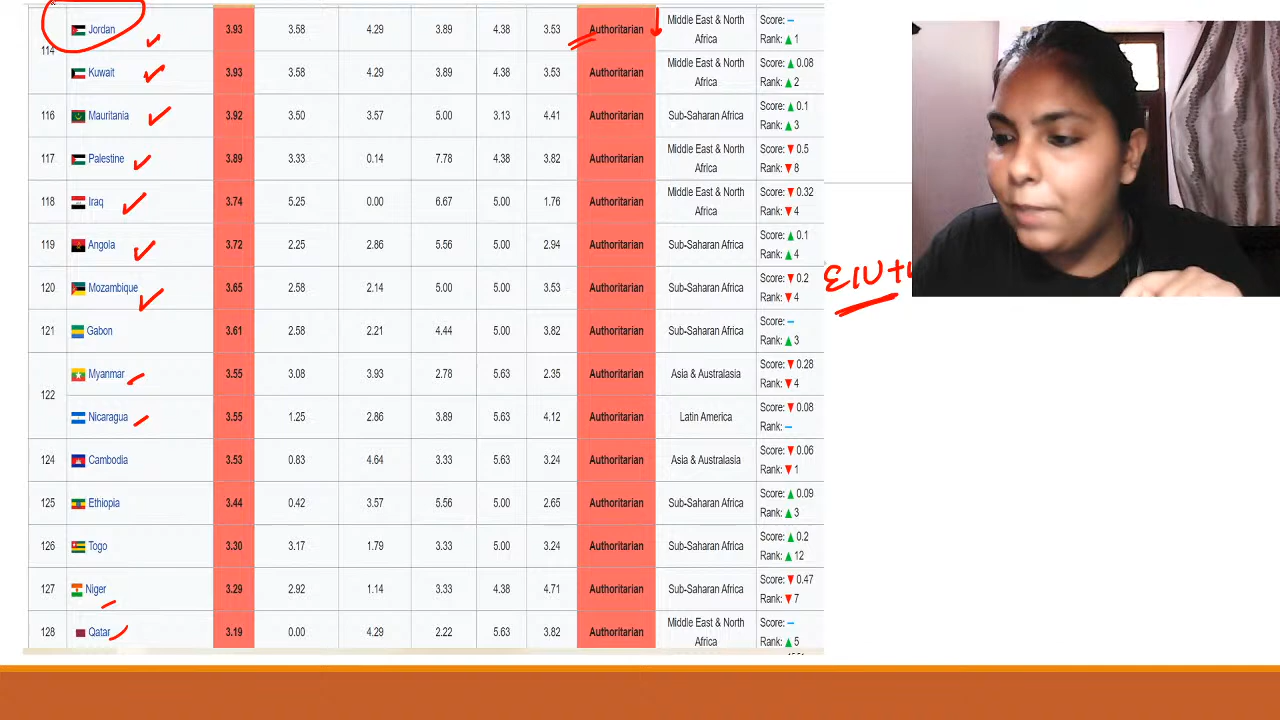 114 Jordan 3.93 3.58 4.29 3.89 4.38 3.53 Authoritarian Middle East & North Africa Score: – Rank: ▲ 1
Kuwait 3.93 3.58 4.29 3.89 4.38 3.53 Authoritarian Middle East & North Africa Score: ▲ 0.08 Rank: ▲ 2
116 Mauritania 3.92 3.50 3.57 5.00 3.13 4.41 Authoritarian Sub-Saharan Africa Score: ▲ 0.1 Rank: ▲ 3
117 Palestine 3.89 3.33 0.14 7.78 4.38 3.82 Authoritarian Middle East & North Africa Score: ▼ 0.5 Rank: ▼ 8
118 Iraq 3.74 5.25 0.00 6.67 5.00 1.76 Authoritarian Middle East & North Africa Score: ▼ 0.32 Rank: ▼ 4
119 Angola 3.72 2.25 2.86 5.56 5.00 2.94 Authoritarian Sub-Saharan Africa Score: ▲ 0.1 Rank: ▲ 4
120 Mozambique 3.65 2.58 2.14 5.00 5.00 3.53 Authoritarian Sub-Saharan Africa Score: ▼ 0.2 Rank: ▼ 4
121 Gabon 3.61 2.58 2.21 4.44 5.00 3.82 Authoritarian Sub-Saharan Africa Score: – Rank: ▲ 3
122 Myanmar 3.55 3.08 3.93 2.78 5.63 2.35 Authoritarian Asia & Australasia Score: ▼ 0.28 Rank: ▼ 4
Nicaragua 3.55 1.25 2.86 3.89 5.63 4.12 Authoritarian Latin America Score: ▼ 0.08 Rank: –
124 Cambodia 3.53 0.83 4.64 3.33 5.63 3.24 Authoritarian Asia & Australasia Score: ▼ 0.06 Rank: ▼ 1
125 Ethiopia 3.44 0.42 3.57 5.56 5.00 2.65 Authoritarian Sub-Saharan Africa Score: ▲ 0.09 Rank: ▲ 3
126 Togo 3.30 3.17 1.79 3.33 5.00 3.24 Authoritarian Sub-Saharan Africa Score: ▲ 0.2 Rank: ▲ 12
127 Niger 3.29 2.92 1.14 3.33 4.38 4.71 Authoritarian Sub-Saharan Africa Score: ▼ 0.47 Rank: ▼ 7
128 Qatar 3.19 0.00 4.29 2.22 5.63 3.82 Authoritarian Middle East & North Africa Score: – Rank: ▲ 5